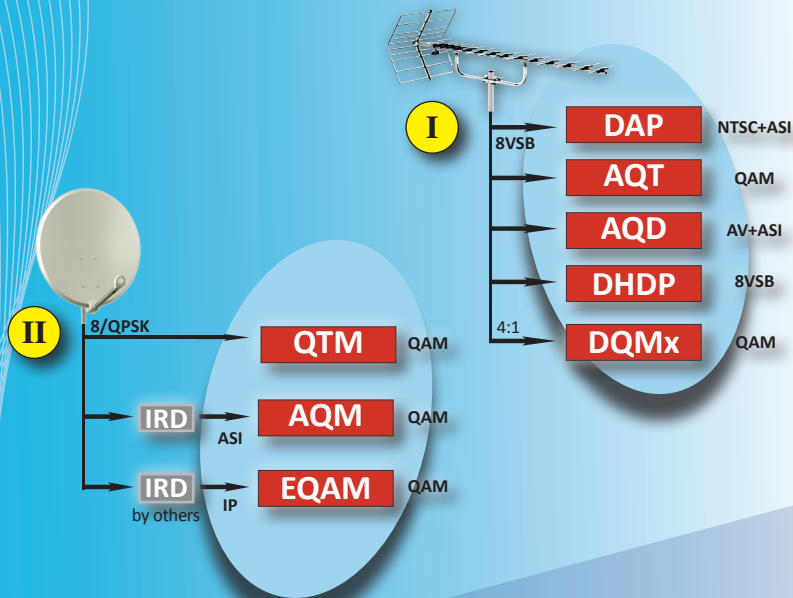 I
8VSB
DAP NTSC+ASI
AQT QAM
AQD AV+ASI
DHDP 8VSB
4:1 DQMx QAM
II
8/QPSK
QTM QAM
IRD ASI AQM QAM
IRD IP EQAM QAM
by others